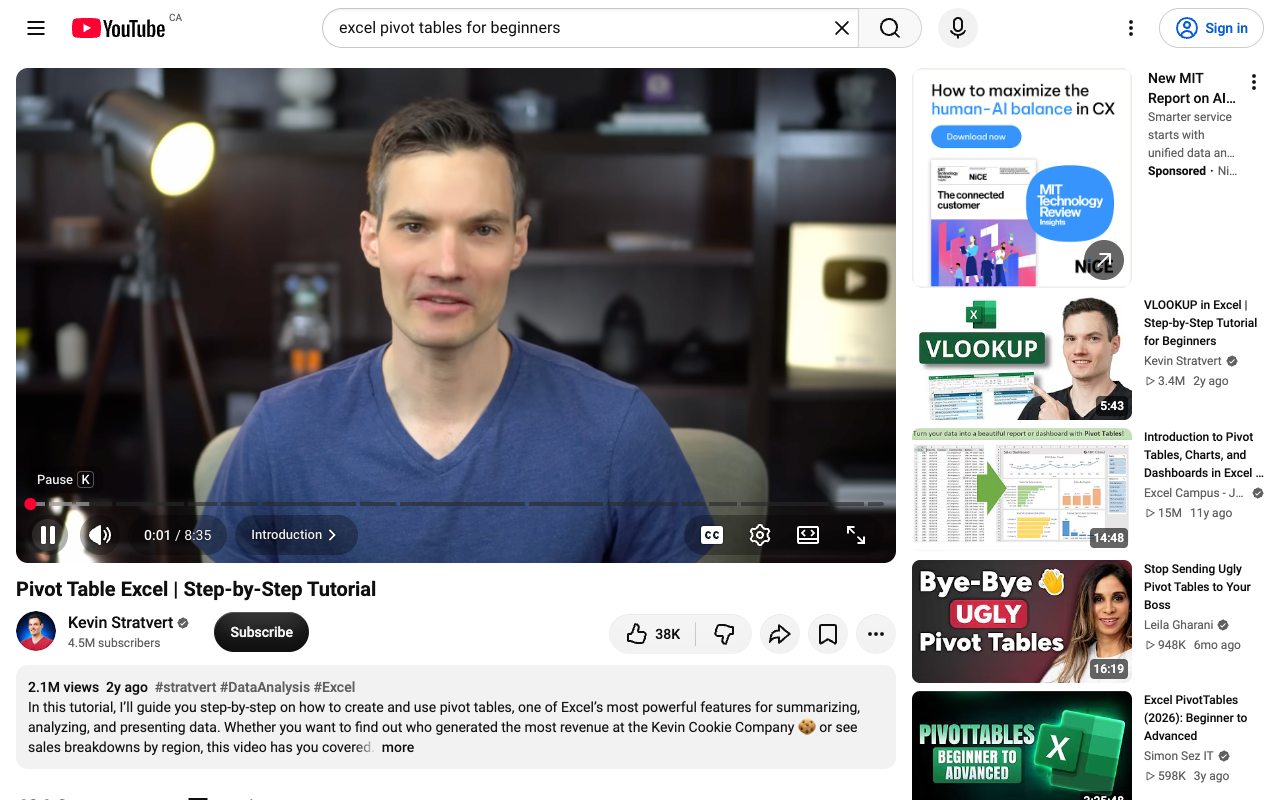 YouTube CA
excel pivot tables for beginners
Sign in
Pause K
0:01 / 8:35
Introduction
CC
Pivot Table Excel | Step-by-Step Tutorial
Kevin Stratvert
4.5M subscribers
Subscribe
38K
2.1M views 2y ago #stratvert #DataAnalysis #Excel
In this tutorial, I’ll guide you step-by-step on how to create and use pivot tables, one of Excel’s most powerful features for summarizing,
analyzing, and presenting data. Whether you want to find out who generated the most revenue at the Kevin Cookie Company 🍪 or see
sales breakdowns by region, this video has you covered. more
How to maximize the
human-AI balance in CX
Download now
MIT
Technology
Review
Insights
NiCE
The connected
customer
MIT
Technology
Review
Insights
NiCE
New MIT
Report on AI...
Smarter service
starts with
unified data an...
Sponsored · Ni...
X
VLOOKUP
5:43
VLOOKUP in Excel |
Step-by-Step Tutorial
for Beginners
Kevin Stratvert
3.4M 2y ago
Turn your data into a beautiful report or dashboard with Pivot Tables!
14:48
Introduction to Pivot
Tables, Charts, and
Dashboards in Excel ...
Excel Campus - J...
15M 11y ago
Bye-Bye 👋
UGLY
Pivot Tables
16:19
Stop Sending Ugly
Pivot Tables to Your
Boss
Leila Gharani
948K 6mo ago
PIVOTTABLES
BEGINNER TO
ADVANCED
X
Excel PivotTables
(2026): Beginner to
Advanced
Simon Sez IT
598K 3y ago